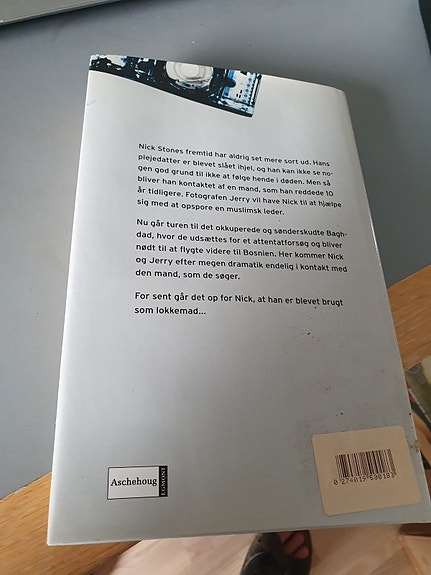 Nick Stones fremtid har aldrig set mere sort ud. Hans
plejedatter er blevet slået ihjel, og han kan ikke se no-
gen god grund til ikke at følge hende i døden. Men så
bliver han kontaktet af en mand, som han reddede 10
år tidligere. Fotografen Jerry vil have Nick til at hjælpe
sig med at opspore en muslimsk leder.
Nu går turen til det okkuperede og sønderskudte Bagh-
dad, hvor de udsættes for et attentatforsøg og bliver
nødt til at flygte videre til Bosnien. Her kommer Nick
og Jerry efter megen dramatik endelig i kontakt med
den mand, som de søger.
For sent går det op for Nick, at han er blevet brugt
som lokkemad...
Aschehoug
EGMONT